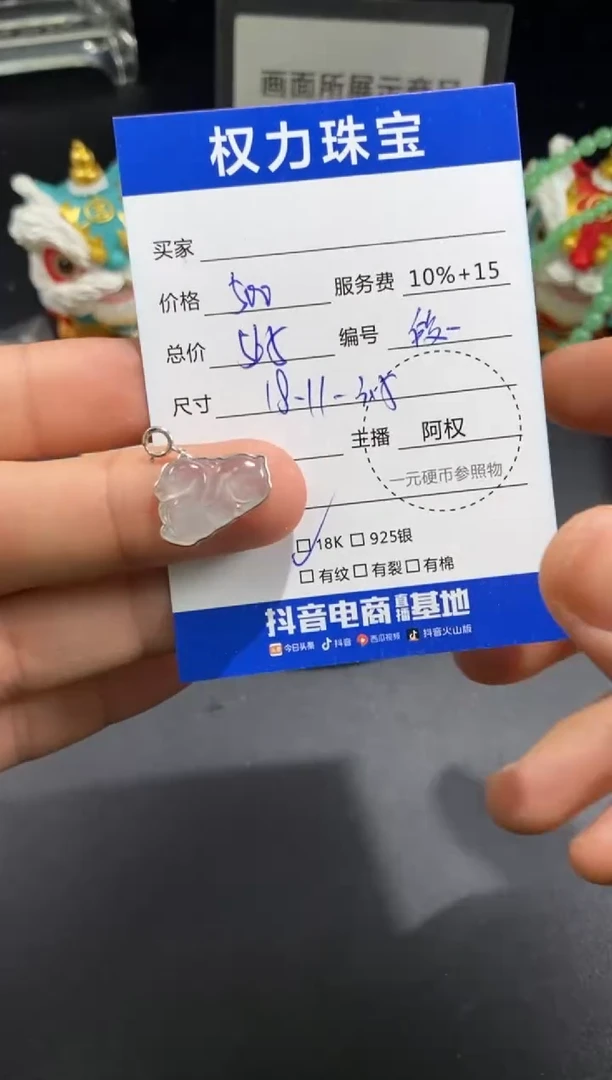 画面所展示商品
权力珠宝
买家
价格 500 服务费 10%+15
总价 565 编号
尺寸 18-11-
主播 阿权
一元硬币参照物
18K 925银
有纹 有裂 有棉
抖音电商直播基地
今日头条 抖音 西瓜视频 抖音火山版